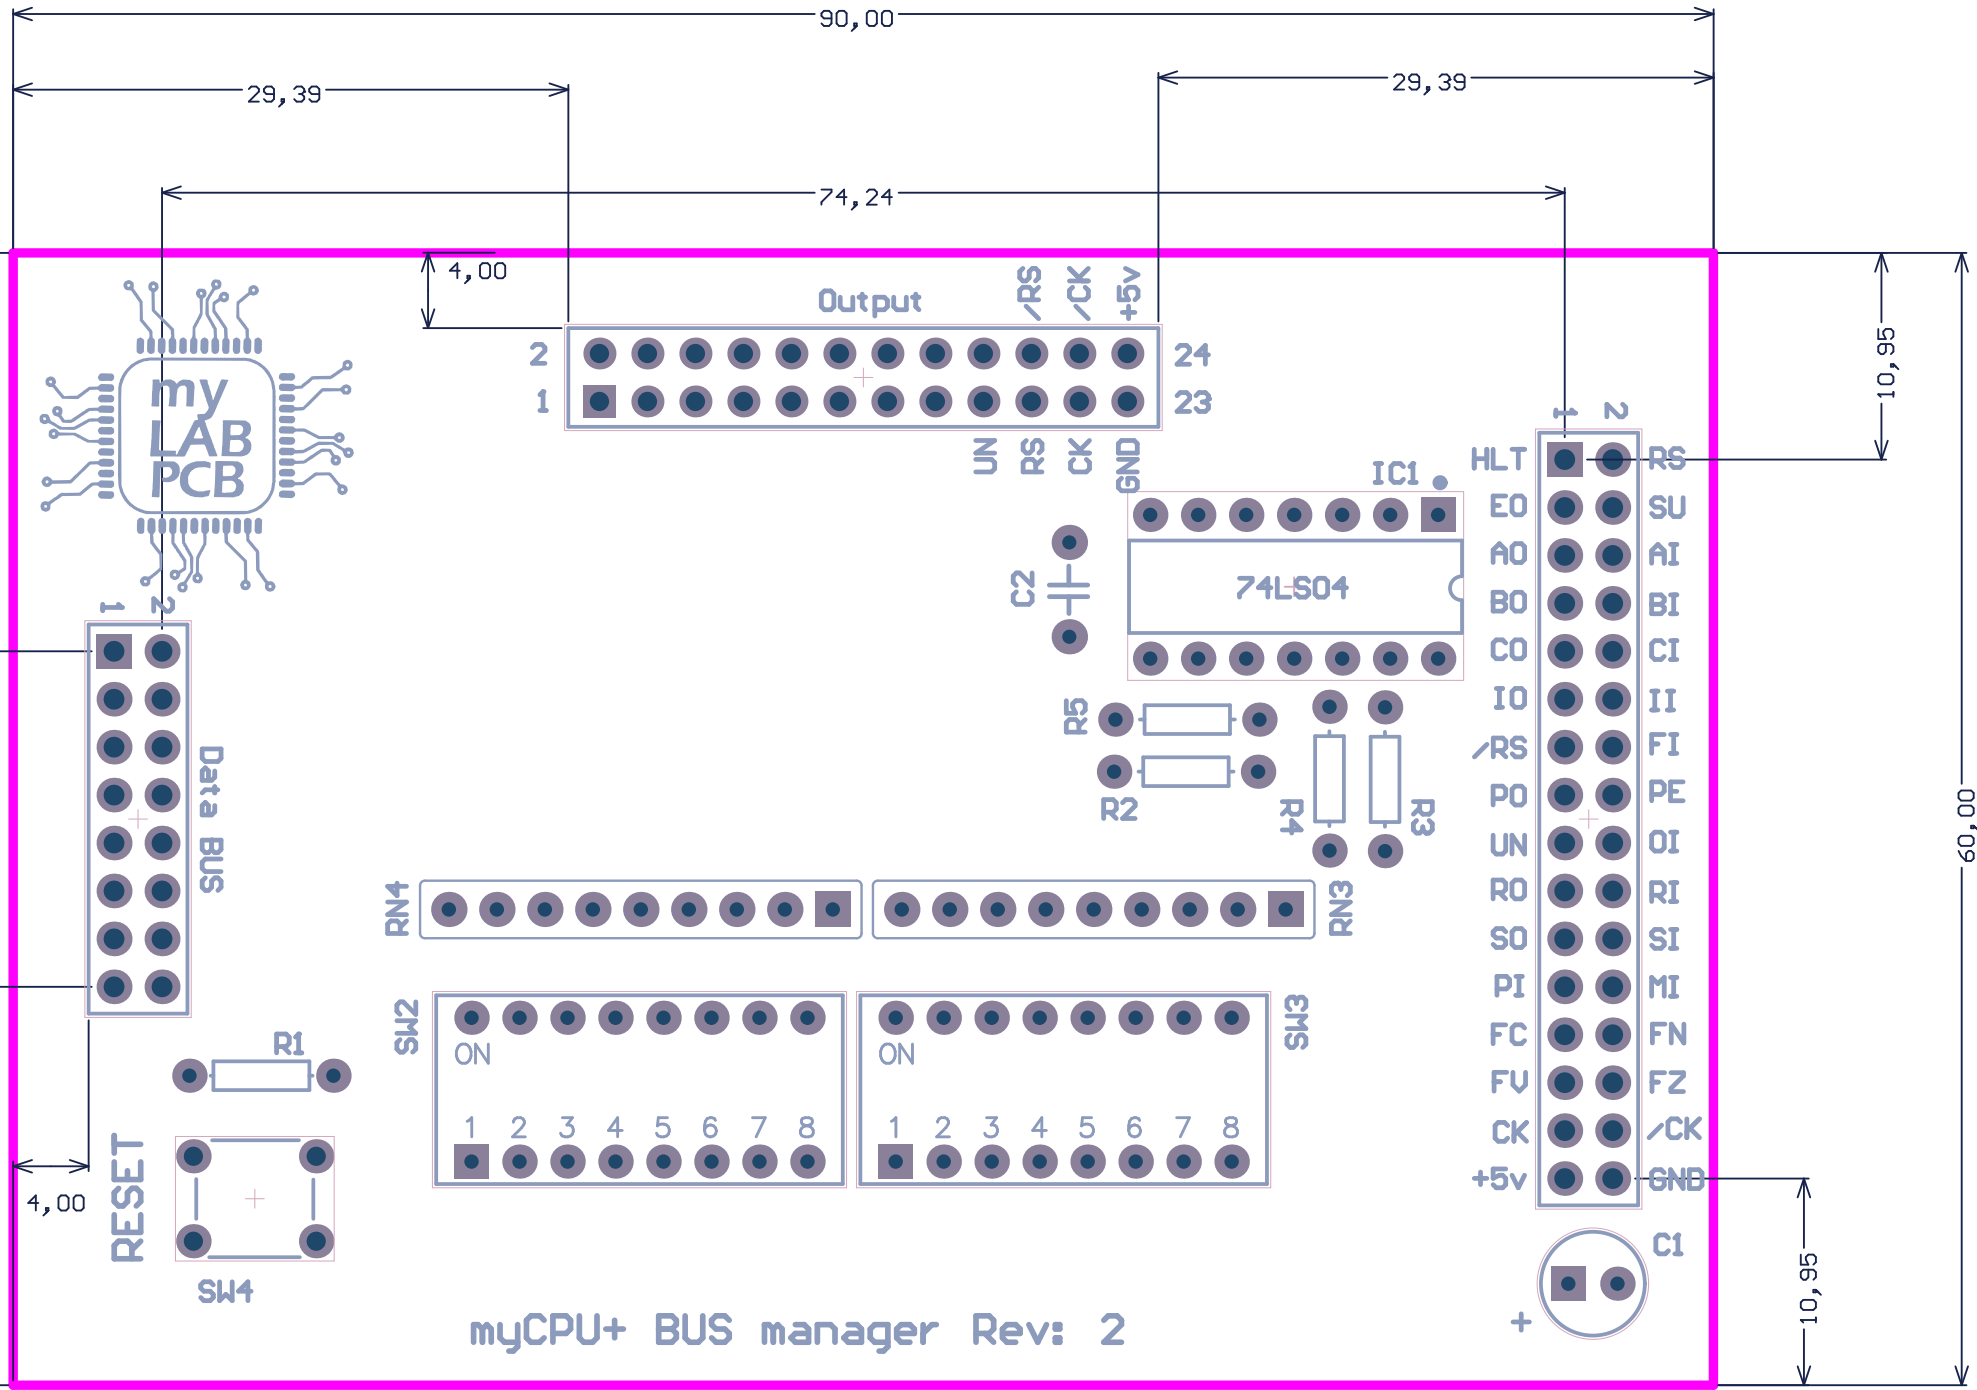 90,00
29,39
29,39
74,24
4,00
Output
/RS
/CK
+5v
2
24
1
23
UN
RS
CK
GND
my
LAB
PCB
10,95
60,00
1
2
HLT
RS
EO
SU
AO
AI
BO
BI
CO
CI
IO
II
/RS
FI
PO
PE
UN
OI
RO
RI
SO
SI
PI
MI
FC
FN
FV
FZ
CK
/CK
+5v
GND
IC1
74LS04
C2
1
2
Data BUS
R5
R2
R4
R3
RN4
RN3
SW2
ON
1 2 3 4 5 6 7 8
SW3
ON
1 2 3 4 5 6 7 8
R1
RESET
SW4
4,00
C1
+
10,95
myCPU+ BUS manager Rev: 2